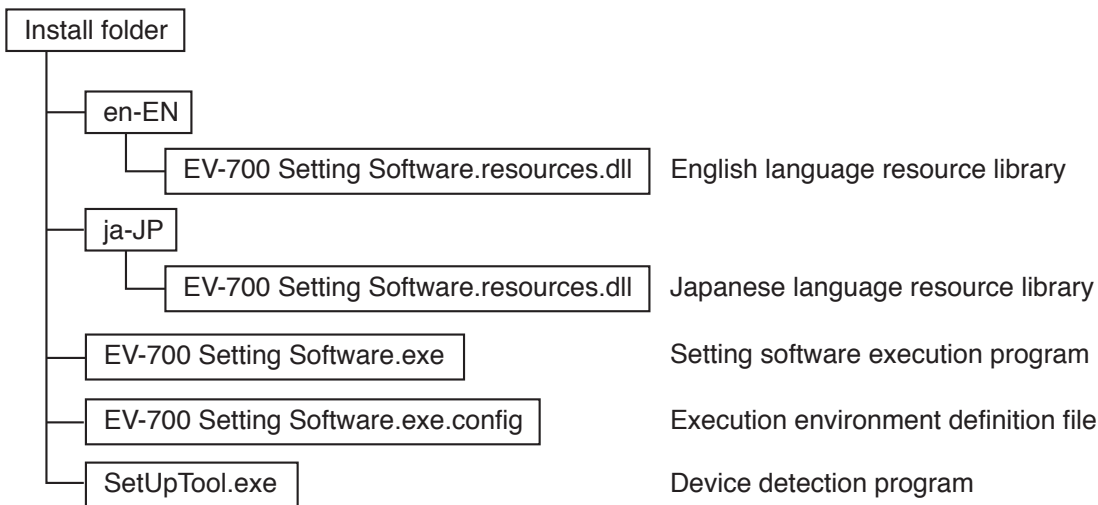 Install folder
en-EN
EV-700 Setting Software.resources.dll English language resource library
ja-JP
EV-700 Setting Software.resources.dll Japanese language resource library
EV-700 Setting Software.exe Setting software execution program
EV-700 Setting Software.exe.config Execution environment definition file
SetUpTool.exe Device detection program